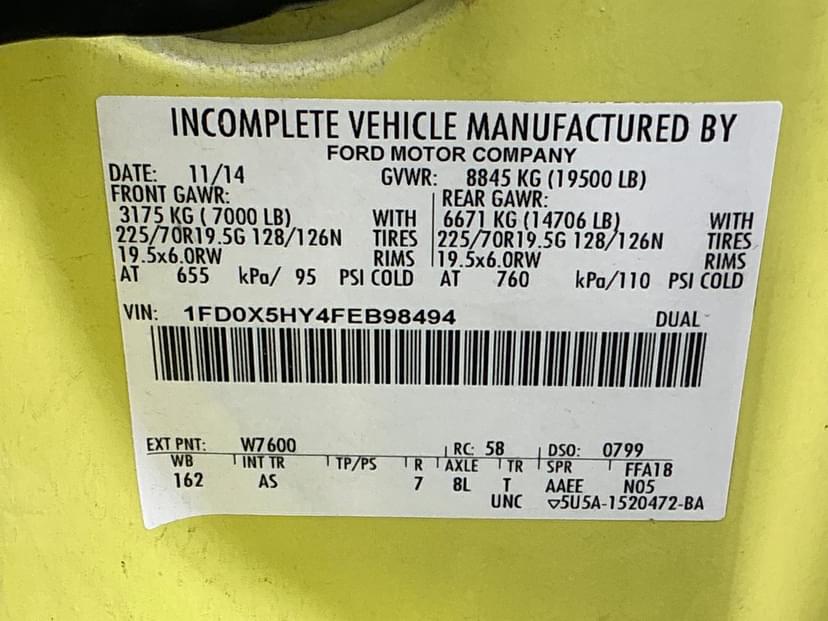 INCOMPLETE VEHICLE MANUFACTURED BY
FORD MOTOR COMPANY
DATE: 11/14 GVWR: 8845 KG (19500 LB)
FRONT GAWR: REAR GAWR:
3175 KG ( 7000 LB) WITH 6671 KG (14706 LB) WITH
225/70R19.5G 128/126N TIRES 225/70R19.5G 128/126N TIRES
19.5x6.0RW RIMS 19.5x6.0RW RIMS
AT 655 kPa/ 95 PSI COLD AT 760 kPa/110 PSI COLD
VIN: 1FD0X5HY4FEB98494 DUAL
EXT PNT: W7600 RC: 58 DSO: 0799
WB INT TR TP/PS R AXLE TR SPR FFA18
162 AS 7 8L T AAEE N05
UNC ▽5U5A-1520472-BA